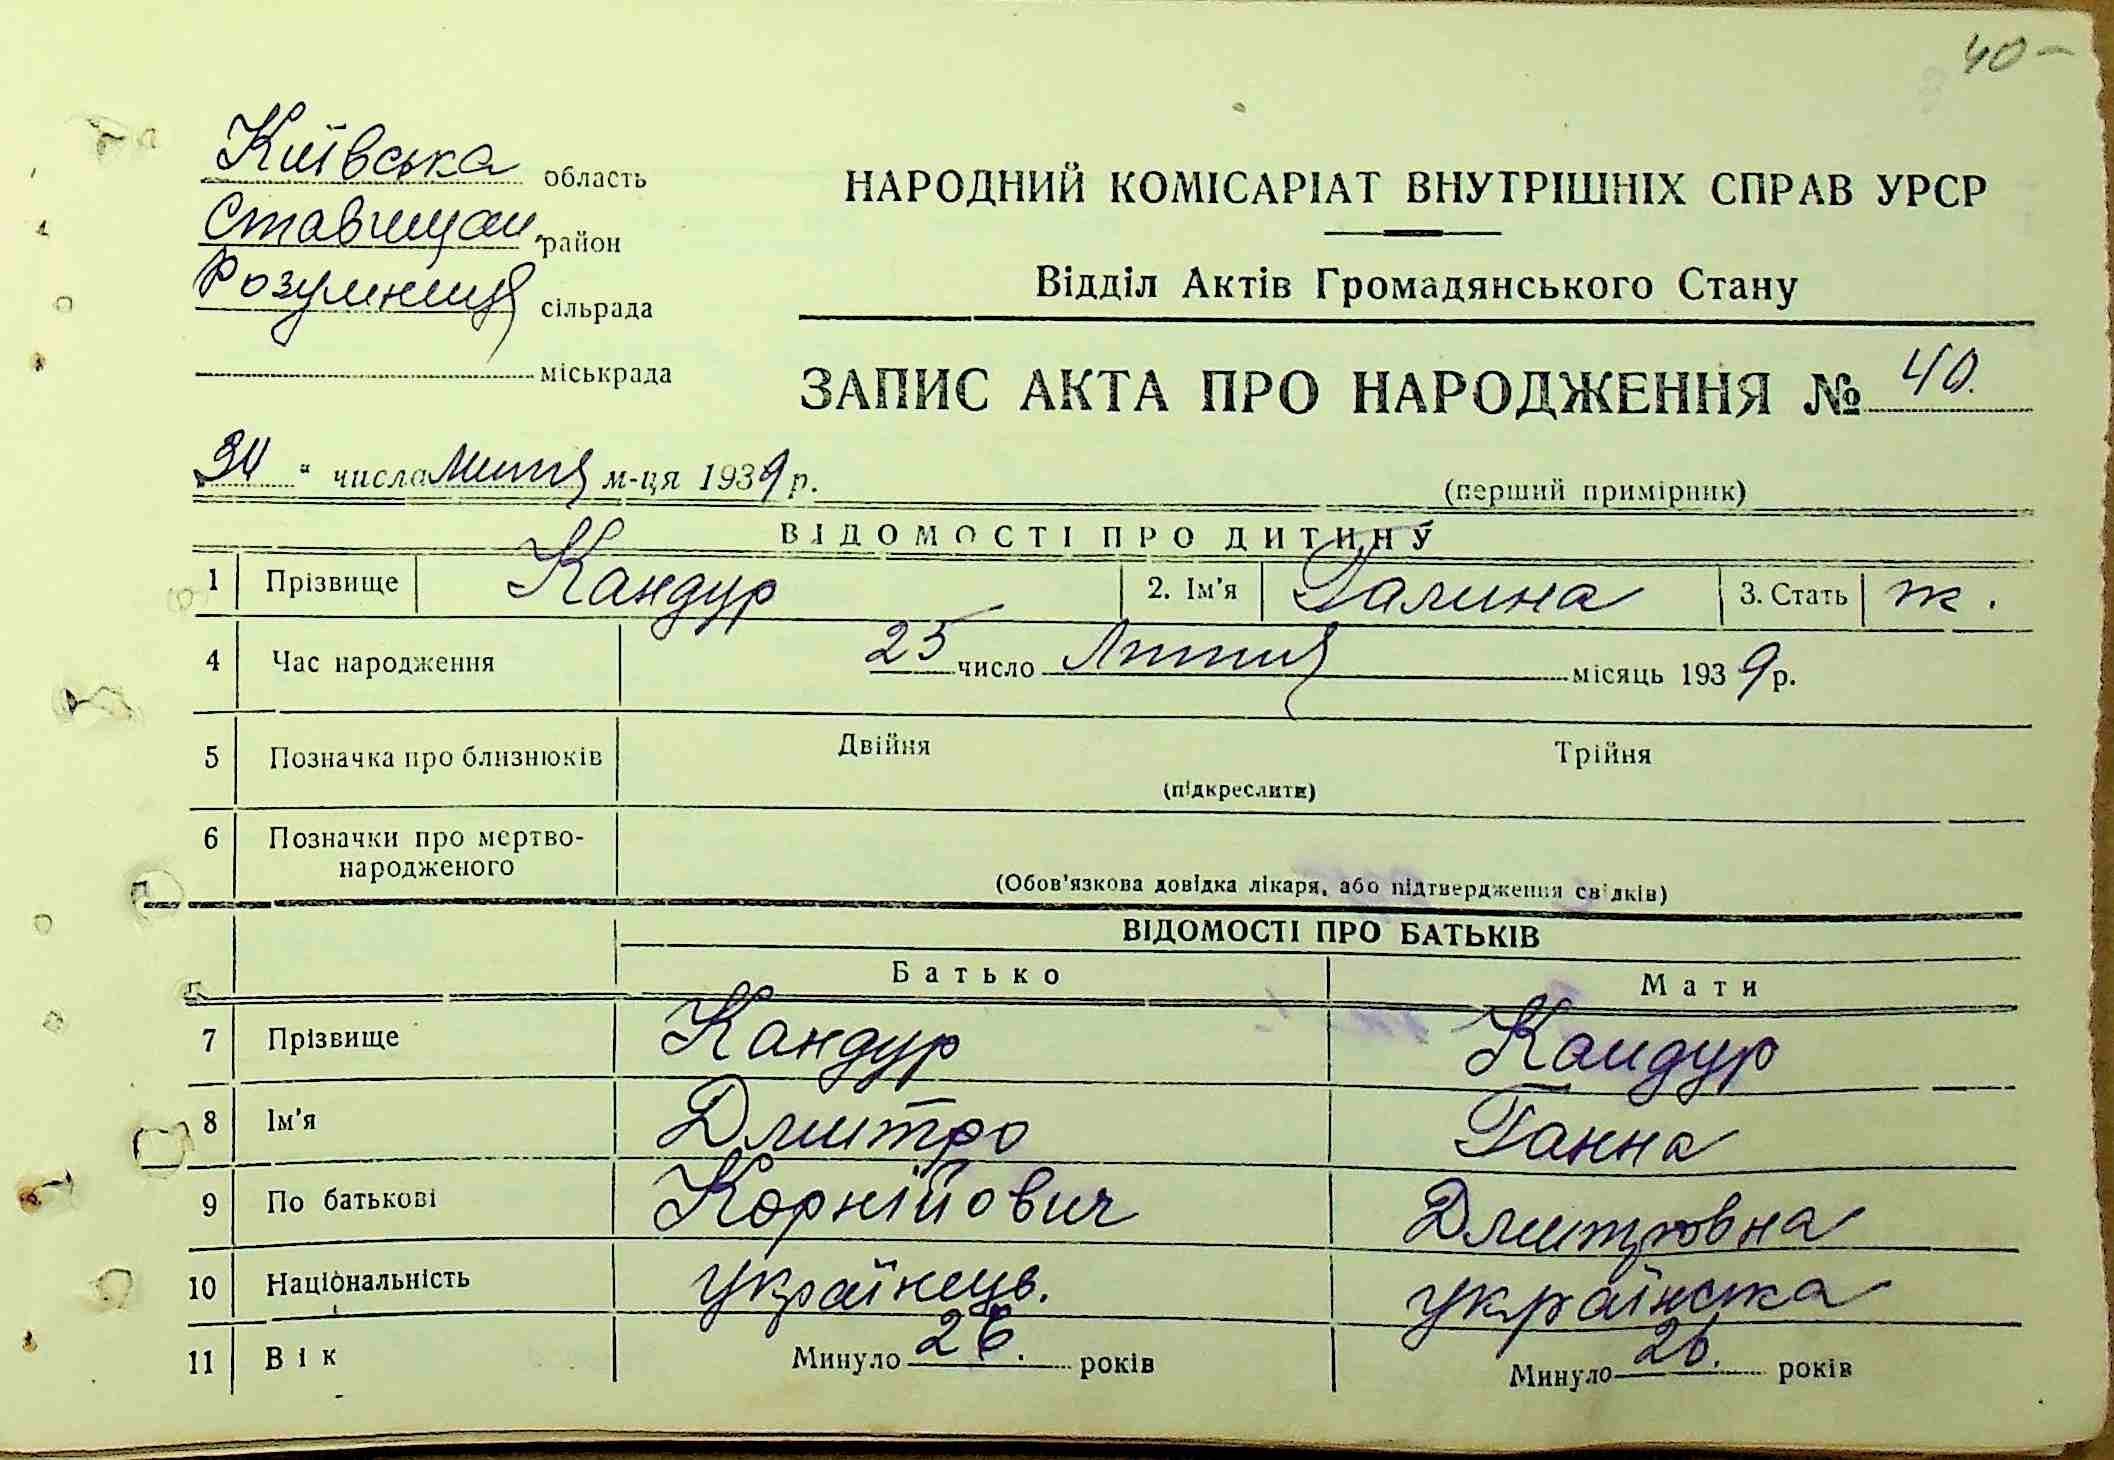 40 -
Київська область
Ставищан. район
Розумниця сільрада
міськрада
НАРОДНИЙ КОМІСАРІАТ ВНУТРІШНІХ СПРАВ УРСР
Відділ Актів Громадянського Стану
ЗАПИС АКТА ПРО НАРОДЖЕННЯ № 40.
" числа м-ця 1939 р.
(перший примірник)
ВІДОМОСТІ ПРО ДИТИНУ
1 Прізвище Кандур 2. Ім'я Галина 3. Стать ж.
4 Час народження 25 число місяць 1939 р.
5 Позначка про близнюків Двійня Трійня
(підкреслити)
6 Позначки про мертво-
народженого
(Обов'язкова довідка лікаря, або підтвердження свідків)
ВІДОМОСТІ ПРО БАТЬКІВ
Батько Мати
7 Прізвище Кандур Кандур
8 Ім'я Дмитро Ганна
9 По батькові Корнійович Дмитровна
10 Національність українець. українка
11 Вік Минуло 26. років Минуло 26. років